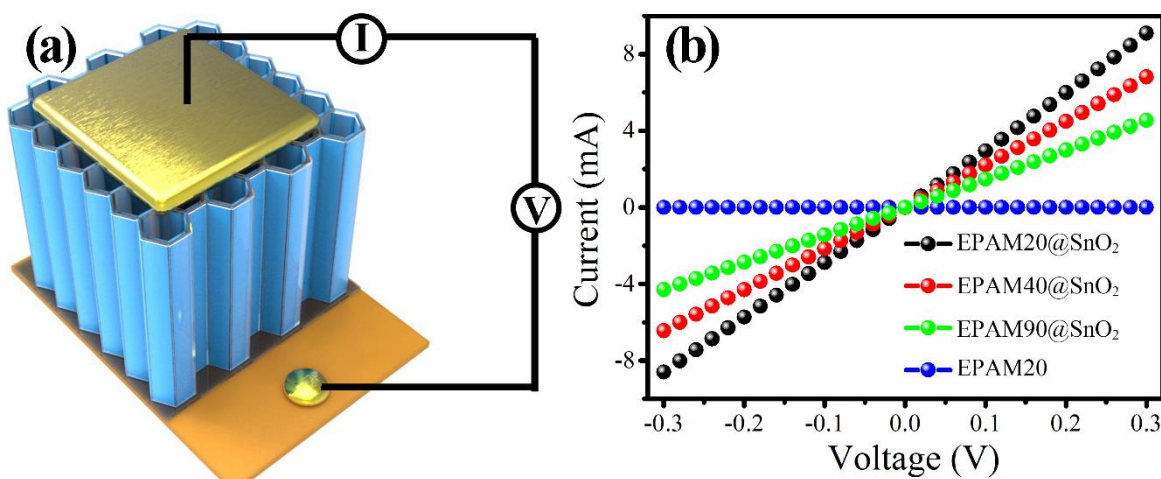 (a)
I
V
(b)
Current (mA)
8
4
0
-4
-8
EPAM20@SnO₂
EPAM40@SnO₂
EPAM90@SnO₂
EPAM20
-0.3 -0.2 -0.1 0.0 0.1 0.2 0.3
Voltage (V)